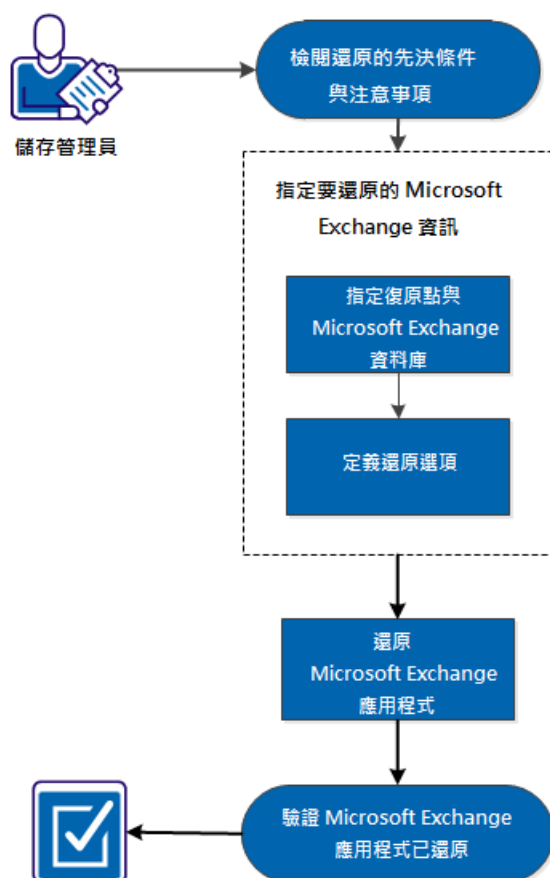 檢閱還原的先決條件
與注意事項
儲存管理員
指定要還原的 Microsoft
Exchange 資訊
指定復原點與
Microsoft Exchange
資料庫
定義還原選項
還原
Microsoft Exchange
應用程式
驗證 Microsoft Exchange
應用程式已還原